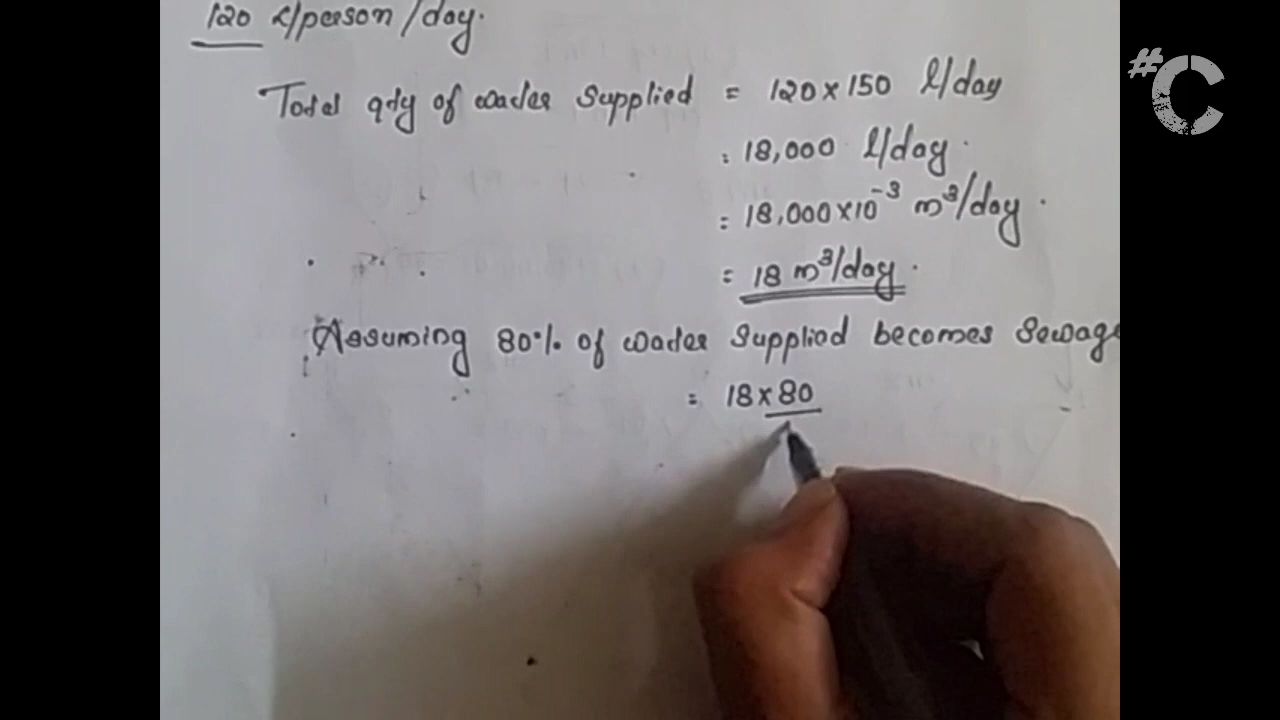 120 l/person/day.
Total qty of water supplied = 120 x 150 l/day
= 18,000 l/day.
= 18,000 x 10⁻³ m³/day.
= 18 m³/day.
Assuming 80% of water supplied becomes sewage
= 18 x 80
#C